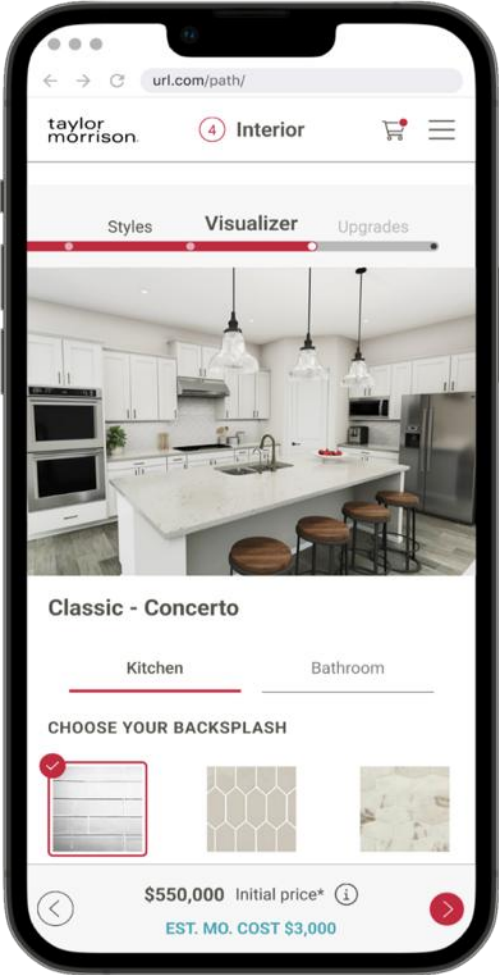 url.com/path/
taylor
morrison.
4 Interior
Styles Visualizer Upgrades
Classic - Concerto
Kitchen Bathroom
CHOOSE YOUR BACKSPLASH
$550,000 Initial price* i
EST. MO. COST $3,000